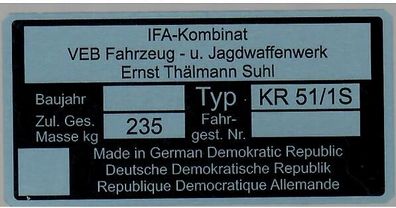 IFA-Kombinat
VEB Fahrzeug - u. Jagdwaffenwerk
Ernst Thälmann Suhl
Baujahr Typ KR 51/1S
Zul. Ges. Masse kg 235 Fahr- gest. Nr.
Made in German Demokratic Republic
Deutsche Demokratische Republik
Republique Democratique Allemande